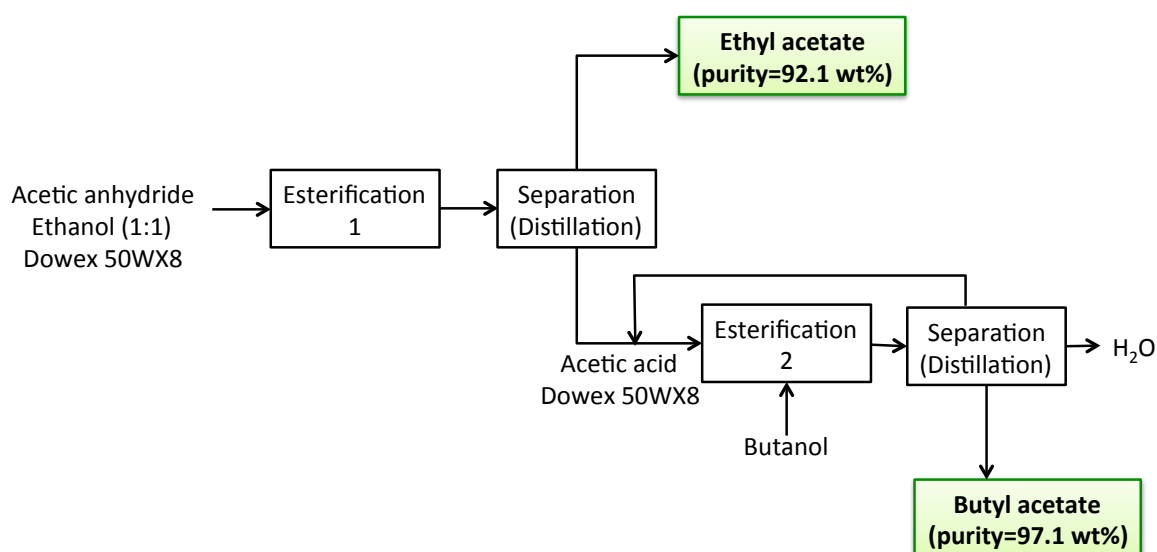 Ethyl acetate
(purity=92.1 wt%)
Acetic anhydride
Ethanol (1:1)
Dowex 50WX8
Esterification
1
Separation
(Distillation)
Acetic acid
Dowex 50WX8
Esterification
2
Separation
(Distillation)
H₂O
Butanol
Butyl acetate
(purity=97.1 wt%)